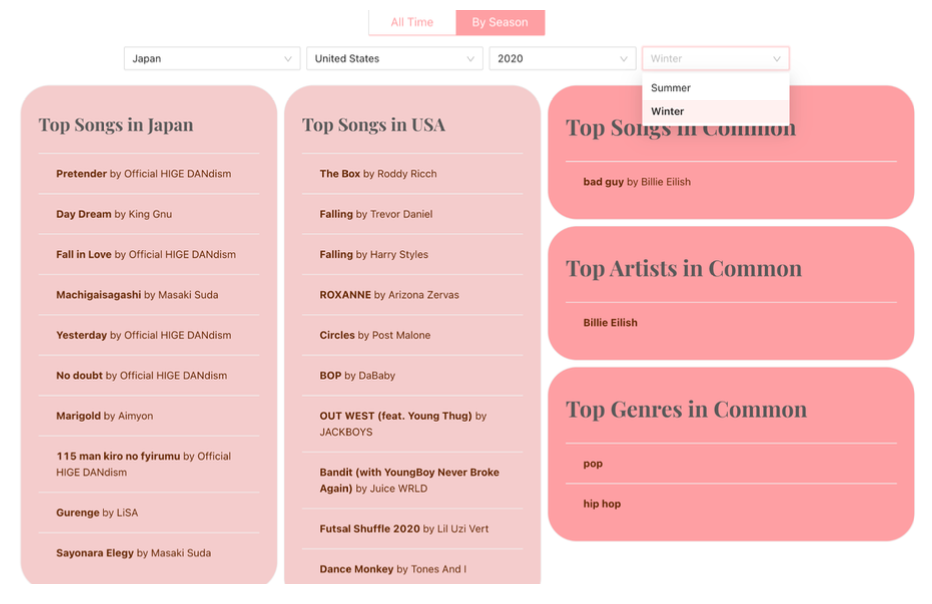 All Time
By Season
Japan
United States
2020
Winter
Summer
Winter
Top Songs in Japan
Pretender by Official HIGE DANdism
Day Dream by King Gnu
Fall in Love by Official HIGE DANdism
Machigaisagashi by Masaki Suda
Yesterday by Official HIGE DANdism
No doubt by Official HIGE DANdism
Marigold by Aimyon
115 man kiro no fyirumu by Official
HIGE DANdism
Gurenge by LiSA
Sayonara Elegy by Masaki Suda
Top Songs in USA
The Box by Roddy Ricch
Falling by Trevor Daniel
Falling by Harry Styles
ROXANNE by Arizona Zervas
Circles by Post Malone
BOP by DaBaby
OUT WEST (feat. Young Thug) by
JACKBOYS
Bandit (with YoungBoy Never Broke
Again) by Juice WRLD
Futsal Shuffle 2020 by Lil Uzi Vert
Dance Monkey by Tones And I
Top Songs in Common
bad guy by Billie Eilish
Top Artists in Common
Billie Eilish
Top Genres in Common
pop
hip hop